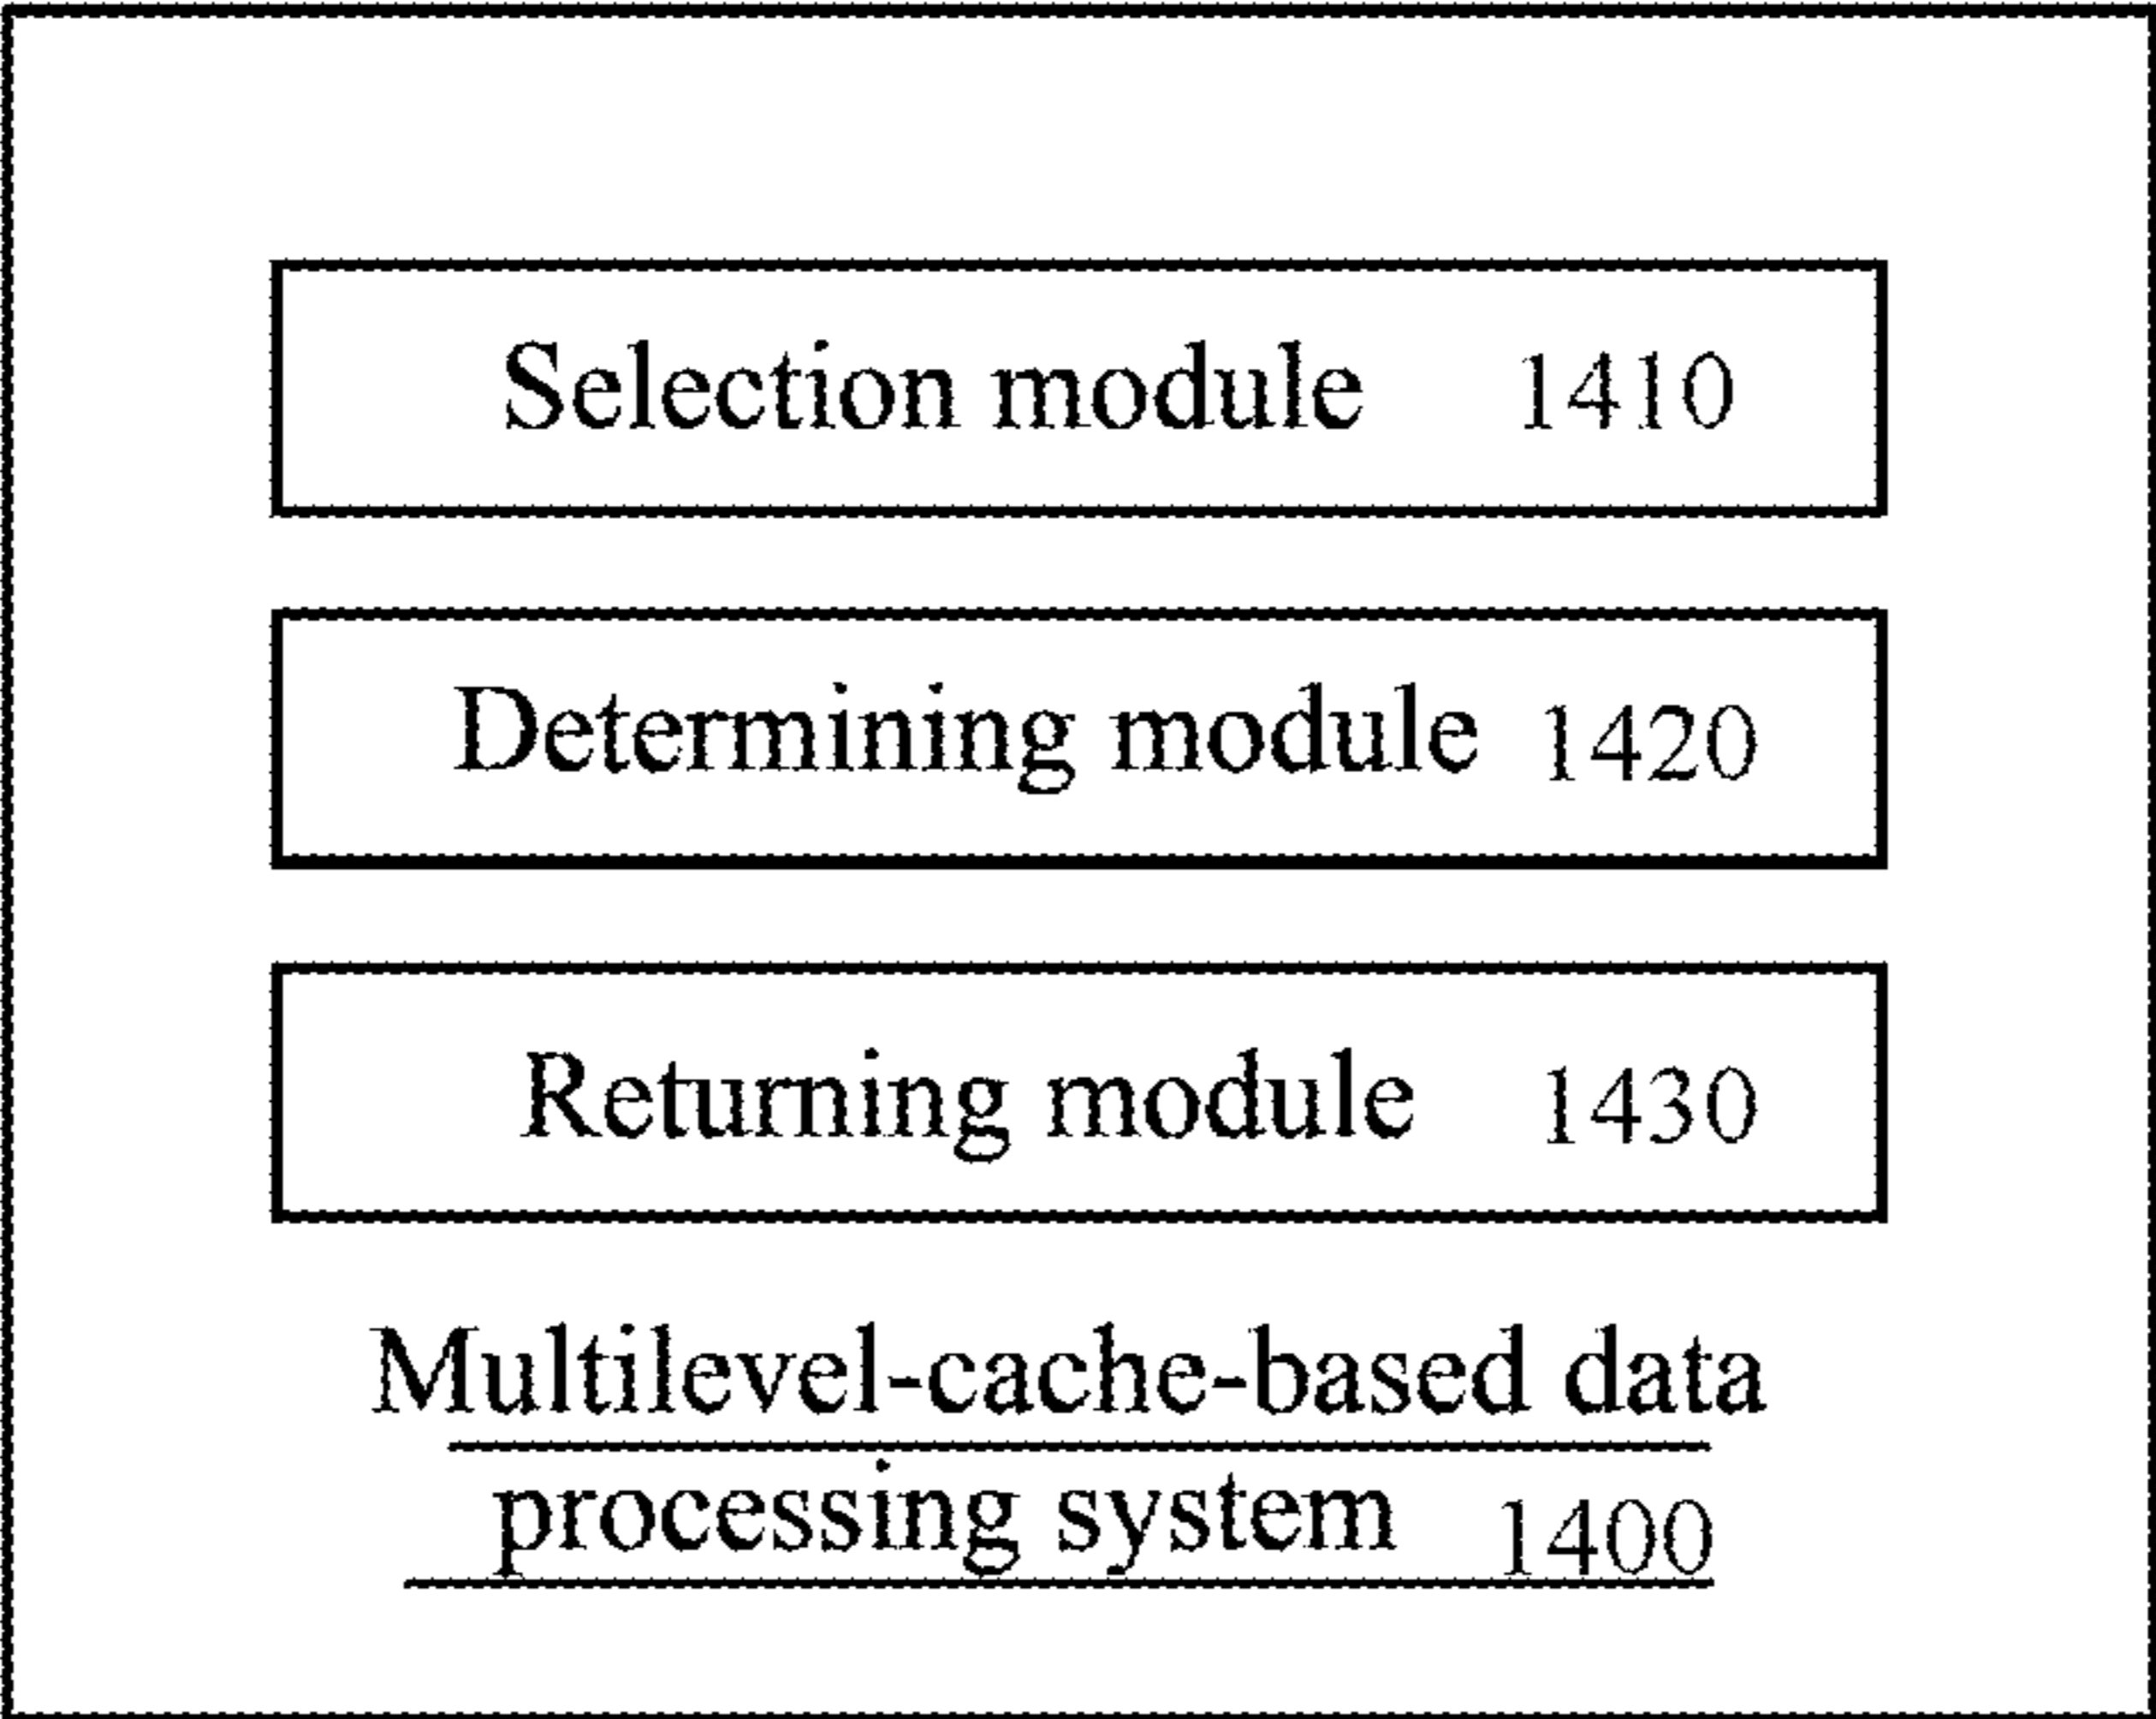 Selection module 1410
Determining module 1420
Returning module 1430
Multilevel-cache-based data
processing system 1400